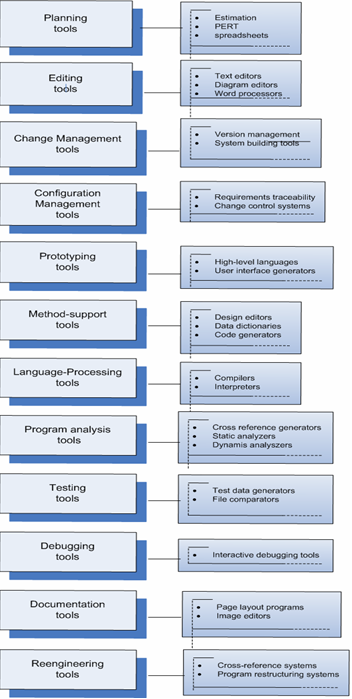 Planning
tools
Estimation
PERT
spreadsheets
Editing
tools
Text editors
Diagram editors
Word processors
Change Management
tools
Version management
System building tools
Configuration
Management
tools
Requirements traceability
Change control systems
Prototyping
tools
High-level languages
User interface generators
Method-support
tools
Design editors
Data dictionaries
Code generators
Language-Processing
tools
Compilers
Interpreters
Program analysis
tools
Cross reference generators
Static analyzers
Dynamis analyszers
Testing
tools
Test data generators
File comparators
Debugging
tools
Interactive debugging tools
Documentation
tools
Page layout programs
Image editors
Reengineering
tools
Cross-reference systems
Program restructuring systems